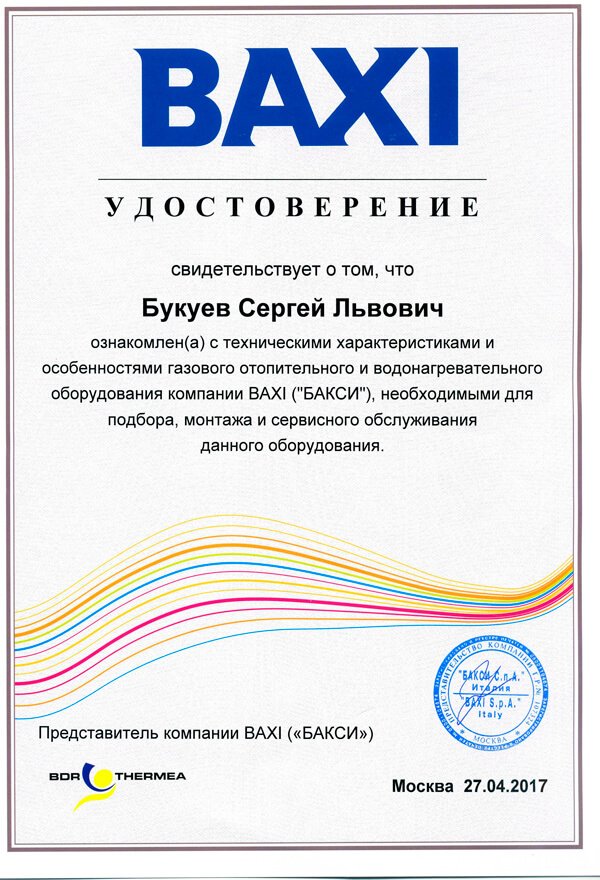 BAXI
УДОСТОВЕРЕНИЕ
свидетельствует о том, что
Букуев Сергей Львович
ознакомлен(а) с техническими характеристиками и
особенностями газового отопительного и водонагревательного
оборудования компании BAXI ("БАКСИ"), необходимыми для
подбора, монтажа и сервисного обслуживания
данного оборудования.
ПРЕДСТАВИТЕЛЬСТВО КОМПАНИИ
"БАКСИ С.п.А."
Италия
"BAXI S.p.A."
Italy
* МОСКВА *
Представитель компании BAXI («БАКСИ»)
BDR THERMEA
Москва 27.04.2017